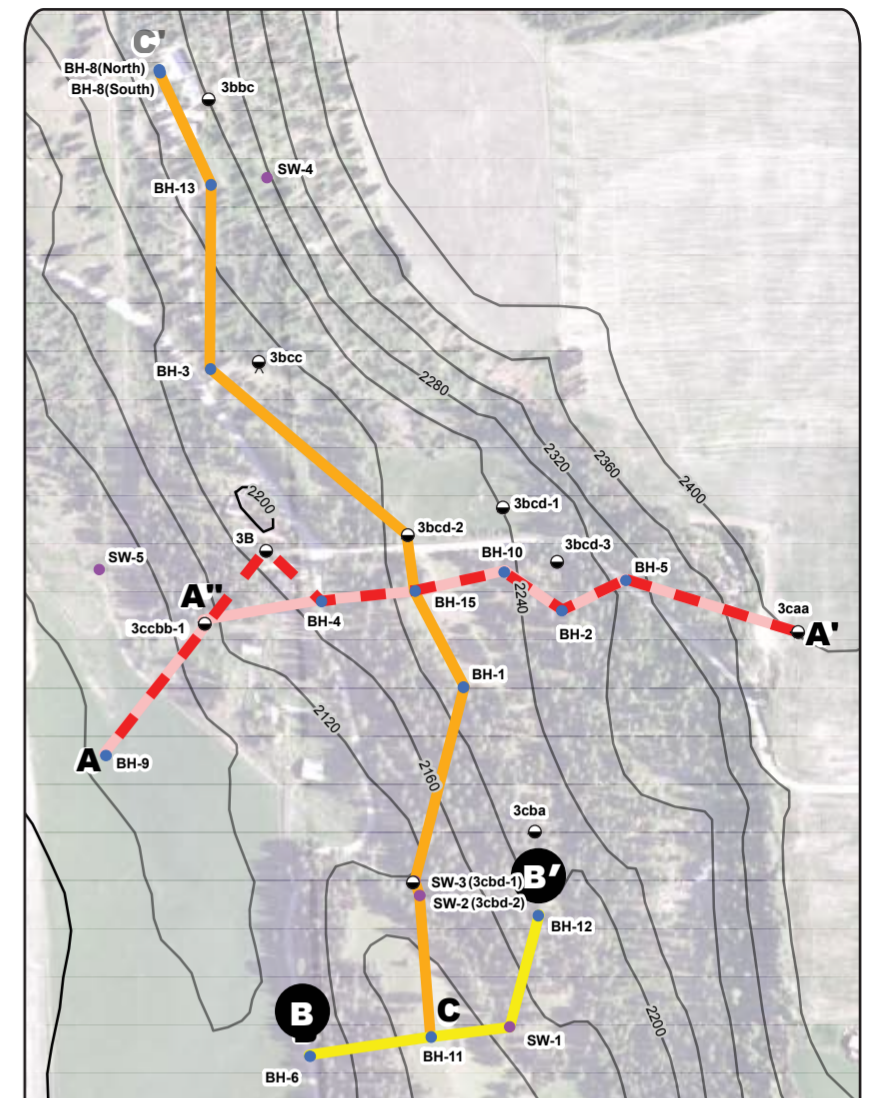 C'
BH-8(North)
BH-8(South)
3bbc
SW-4
BH-13
3bcc
BH-3
2280
2320
2360
2400
2200
3bcd-1
3bcd-2
3B
BH-10
3bcd-3
SW-5
BH-5
A"
2240
BH-15
3ccbb-1
BH-4
BH-2
3caa
A'
BH-1
2120
A
BH-9
2160
3cba
SW-3 (3cbd-1)
B′
SW-2 (3cbd-2)
BH-12
B
C
2200
SW-1
BH-11
BH-6